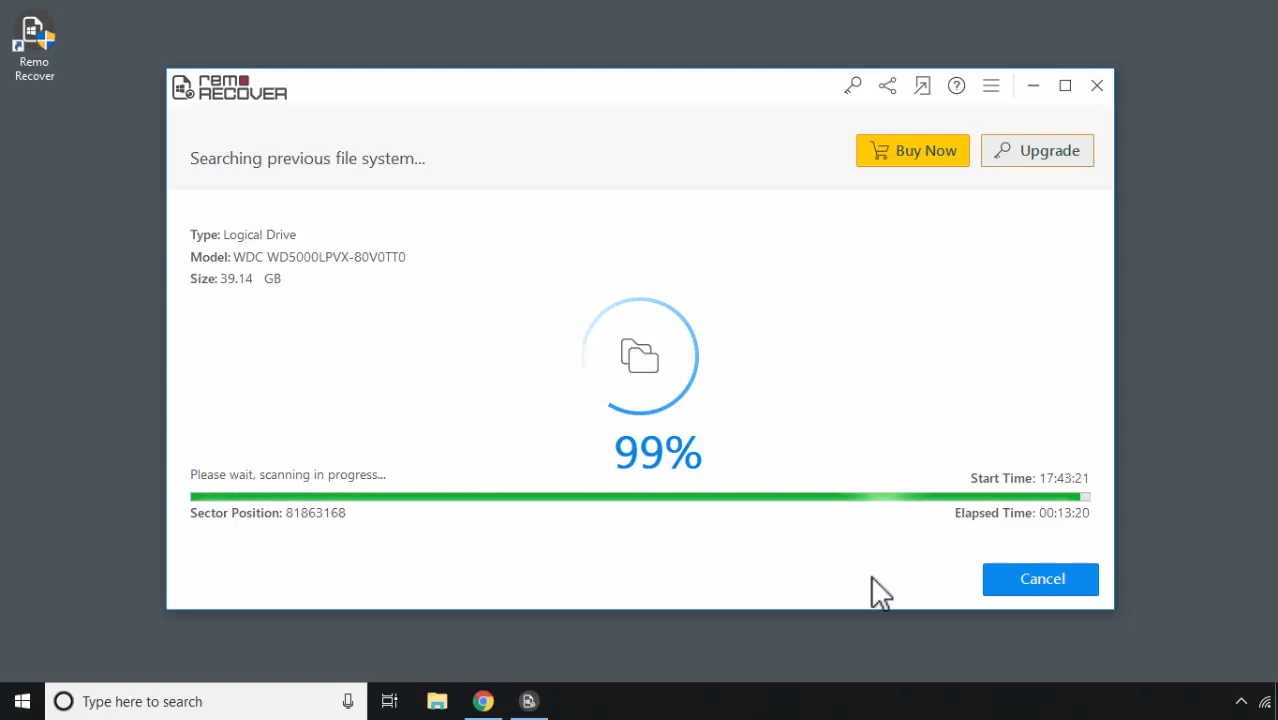 Remo
Recover
remo
RECOVER
Searching previous file system...
Buy Now
Upgrade
Type: Logical Drive
Model: WDC WD5000LPVX-80V0TT0
Size: 39.14 GB
99%
Please wait, scanning in progress...
Start Time: 17:43:21
Sector Position: 81863168
Elapsed Time: 00:13:20
Cancel
Type here to search